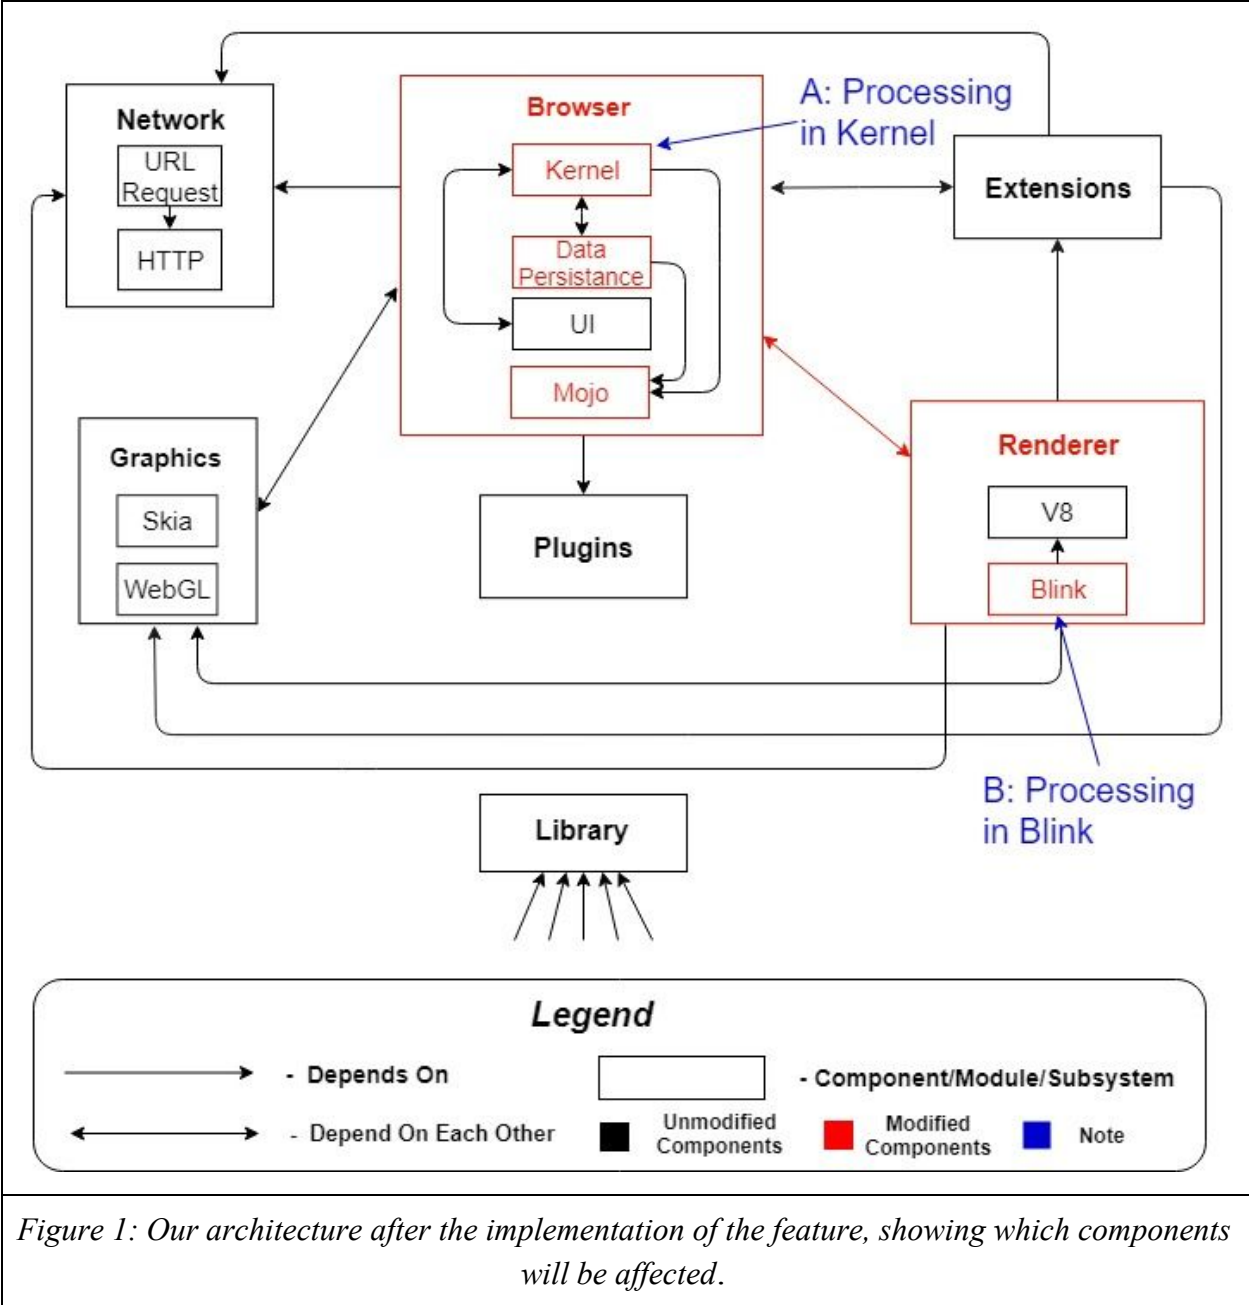 Network
URL
Request
HTTP
Browser
Kernel
Data
Persistance
UI
Mojo
A: Processing
in Kernel
Extensions
Graphics
Skia
WebGL
Plugins
Renderer
V8
Blink
B: Processing
in Blink
Library
Legend
- Depends On
- Component/Module/Subsystem
- Depend On Each Other
Unmodified
Components
Modified
Components
Note
Figure 1: Our architecture after the implementation of the feature, showing which components
will be affected.